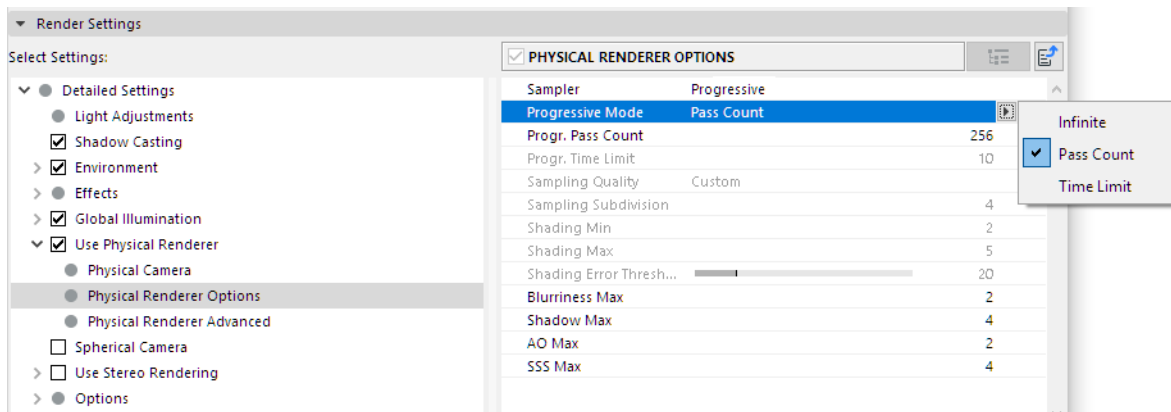 Render Settings
Select Settings:
Detailed Settings
Light Adjustments
Shadow Casting
Environment
Effects
Global Illumination
Use Physical Renderer
Physical Camera
Physical Renderer Options
Physical Renderer Advanced
Spherical Camera
Use Stereo Rendering
Options
PHYSICAL RENDERER OPTIONS
Sampler Progressive
Progressive Mode Pass Count
Progr. Pass Count 256
Progr. Time Limit 10
Sampling Quality Custom
Sampling Subdivision 4
Shading Min 2
Shading Max 5
Shading Error Thresh... 20
Blurriness Max 2
Shadow Max 4
AO Max 2
SSS Max 4
Infinite
Pass Count
Time Limit